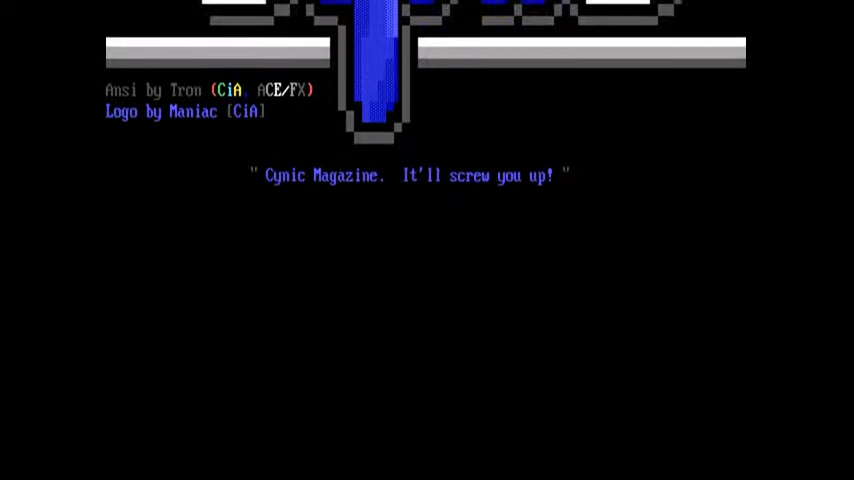 Ansi by Tron (CiA, ACE/FX)
Logo by Maniac [CiA]
" Cynic Magazine.  It'll screw you up! "